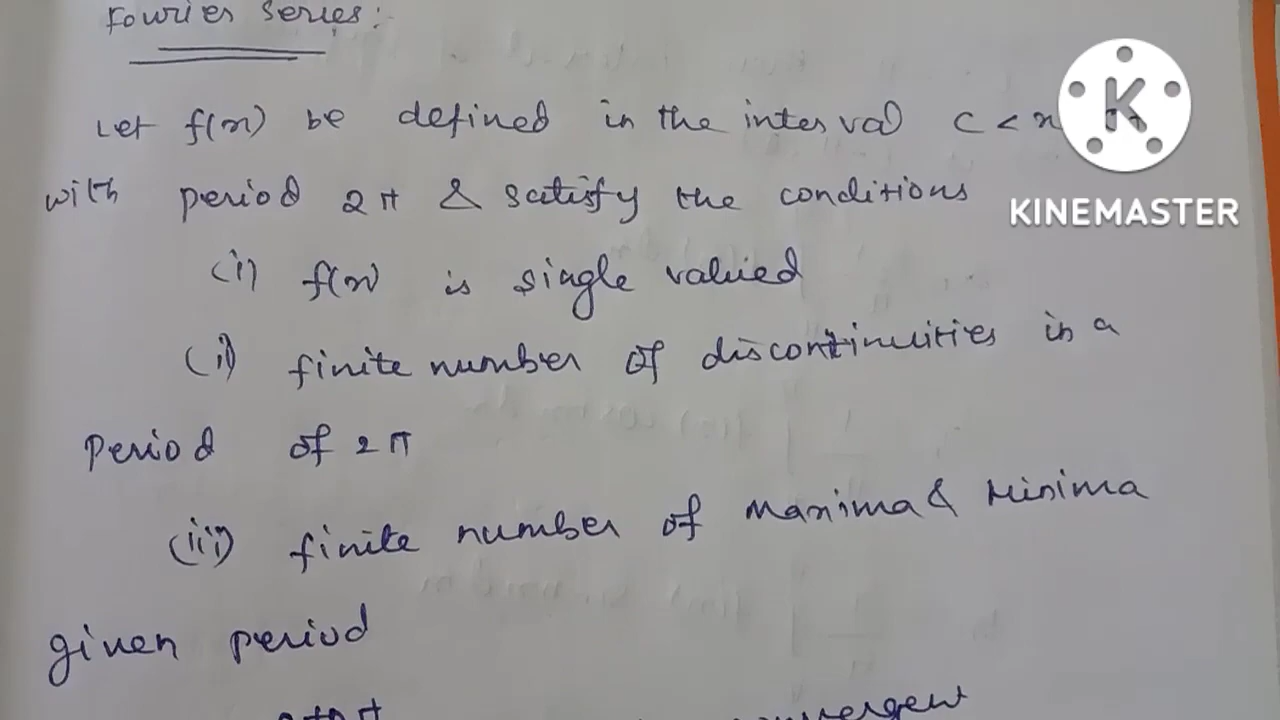 Fourier Series:
Let f(x) be defined in the interval c < x
with period 2π & satisfy the conditions
KINEMASTER
(i) f(x) is single valued
(ii) finite number of discontinuities in a
period of 2π
(iii) finite number of Maxima & Minima
given period
convergent